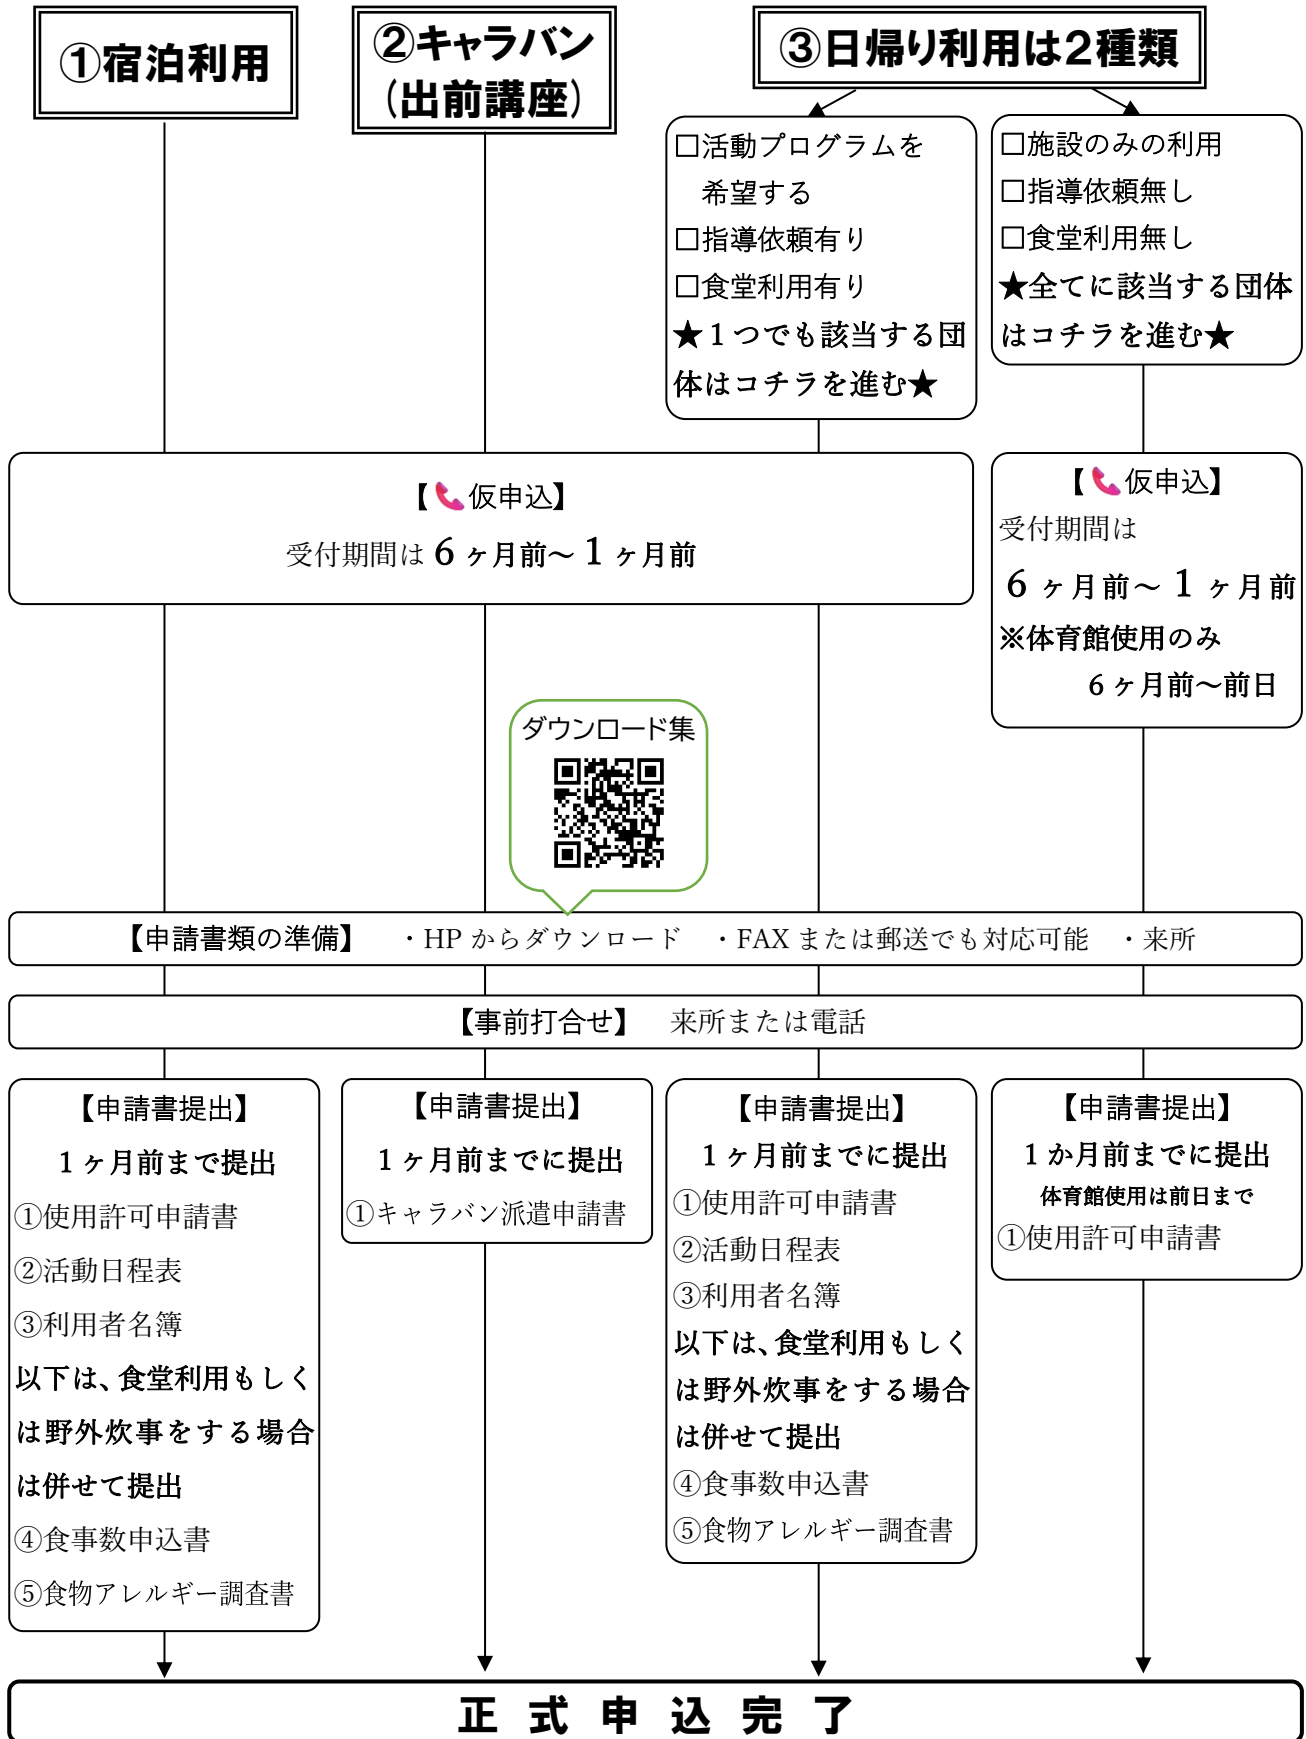 ①宿泊利用
②キャラバン
(出前講座)
③日帰り利用は2種類
□活動プログラムを
希望する
□指導依頼有り
□食堂利用有り
★１つでも該当する団
体はコチラを進む★
□施設のみの利用
□指導依頼無し
□食堂利用無し
★全てに該当する団体
はコチラを進む★
【📞仮申込】
受付期間は 6 ヶ月前～ 1 ヶ月前
【📞仮申込】
受付期間は
6 ヶ月前～ 1 ヶ月前
※体育館使用のみ
6 ヶ月前～前日
ダウンロード集
【申請書類の準備】　・HP からダウンロード　・FAX または郵送でも対応可能　・来所
【事前打合せ】　来所または電話
【申請書提出】
1 ヶ月前まで提出
①使用許可申請書
②活動日程表
③利用者名簿
以下は、食堂利用もしく
は野外炊事をする場合
は併せて提出
④食事数申込書
⑤食物アレルギー調査書
【申請書提出】
1 ヶ月前までに提出
①キャラバン派遣申請書
【申請書提出】
1 ヶ月前までに提出
①使用許可申請書
②活動日程表
③利用者名簿
以下は、食堂利用もしく
は野外炊事をする場合
は併せて提出
④食事数申込書
⑤食物アレルギー調査書
【申請書提出】
1 か月前までに提出
体育館使用は前日まで
①使用許可申請書
正 式 申 込 完 了